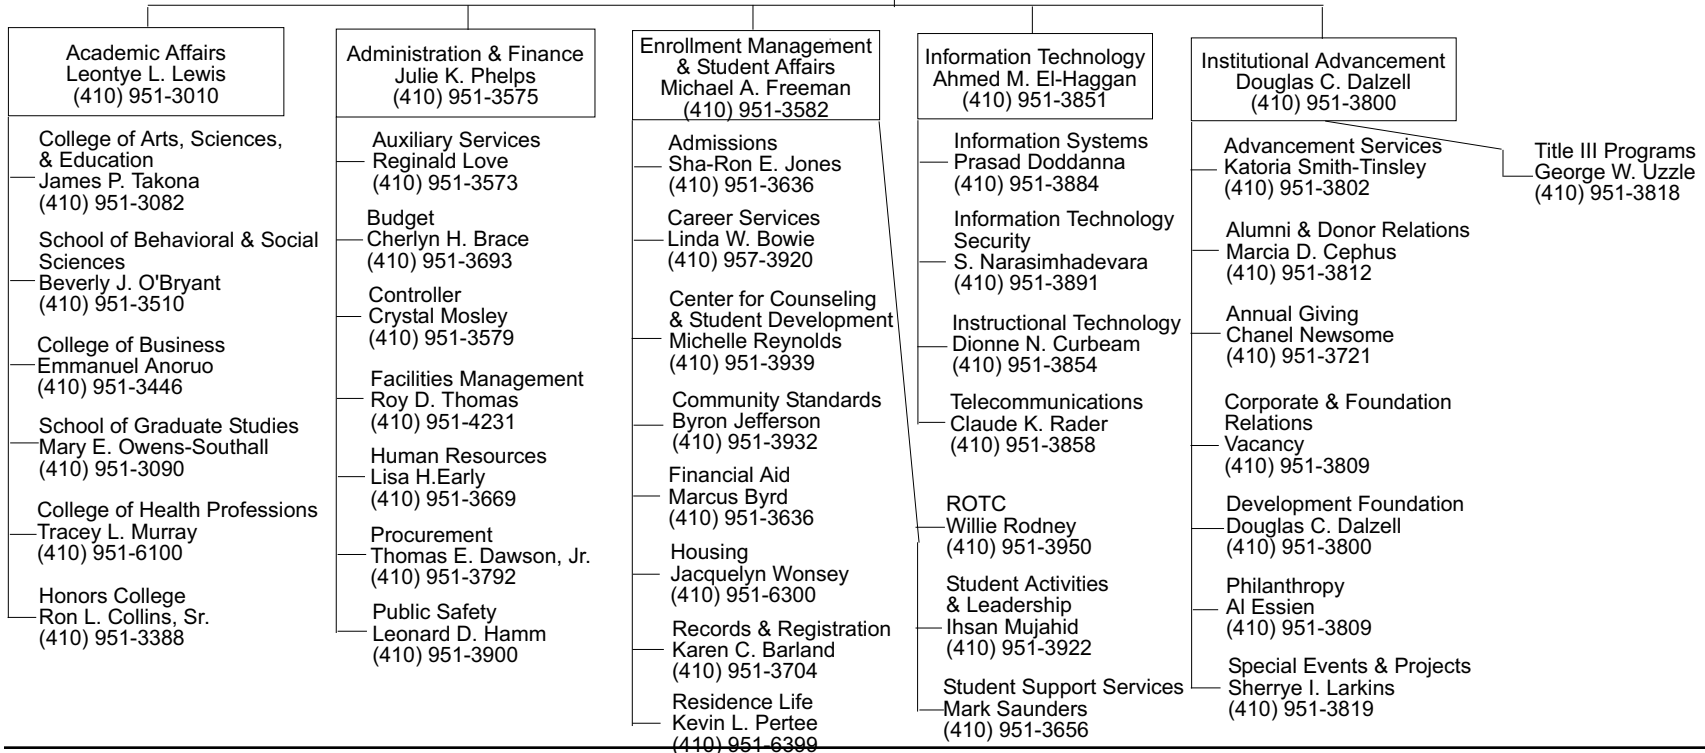 Academic Affairs
Leontye L. Lewis
(410) 951-3010
College of Arts, Sciences,
& Education
James P. Takona
(410) 951-3082
School of Behavioral & Social
Sciences
Beverly J. O'Bryant
(410) 951-3510
College of Business
Emmanuel Anoruo
(410) 951-3446
School of Graduate Studies
Mary E. Owens-Southall
(410) 951-3090
College of Health Professions
Tracey L. Murray
(410) 951-6100
Honors College
Ron L. Collins, Sr.
(410) 951-3388
Administration & Finance
Julie K. Phelps
(410) 951-3575
Auxiliary Services
Reginald Love
(410) 951-3573
Budget
Cherlyn H. Brace
(410) 951-3693
Controller
Crystal Mosley
(410) 951-3579
Facilities Management
Roy D. Thomas
(410) 951-4231
Human Resources
Lisa H.Early
(410) 951-3669
Procurement
Thomas E. Dawson, Jr.
(410) 951-3792
Public Safety
Leonard D. Hamm
(410) 951-3900
Enrollment Management
& Student Affairs
Michael A. Freeman
(410) 951-3582
Admissions
Sha-Ron E. Jones
(410) 951-3636
Career Services
Linda W. Bowie
(410) 957-3920
Center for Counseling
& Student Development
Michelle Reynolds
(410) 951-3939
Community Standards
Byron Jefferson
(410) 951-3932
Financial Aid
Marcus Byrd
(410) 951-3636
Housing
Jacquelyn Wonsey
(410) 951-6300
Records & Registration
Karen C. Barland
(410) 951-3704
Residence Life
Kevin L. Pertee
(410) 951-6399
Information Technology
Ahmed M. El-Haggan
(410) 951-3851
Information Systems
Prasad Doddanna
(410) 951-3884
Information Technology
Security
S. Narasimhadevara
(410) 951-3891
Instructional Technology
Dionne N. Curbeam
(410) 951-3854
Telecommunications
Claude K. Rader
(410) 951-3858
ROTC
Willie Rodney
(410) 951-3950
Student Activities
& Leadership
Ihsan Mujahid
(410) 951-3922
Student Support Services
Mark Saunders
(410) 951-3656
Institutional Advancement
Douglas C. Dalzell
(410) 951-3800
Advancement Services
Katoria Smith-Tinsley
(410) 951-3802
Alumni & Donor Relations
Marcia D. Cephus
(410) 951-3812
Annual Giving
Chanel Newsome
(410) 951-3721
Corporate & Foundation
Relations
Vacancy
(410) 951-3809
Development Foundation
Douglas C. Dalzell
(410) 951-3800
Philanthropy
Al Essien
(410) 951-3809
Special Events & Projects
Sherrye I. Larkins
(410) 951-3819
Title III Programs
George W. Uzzle
(410) 951-3818